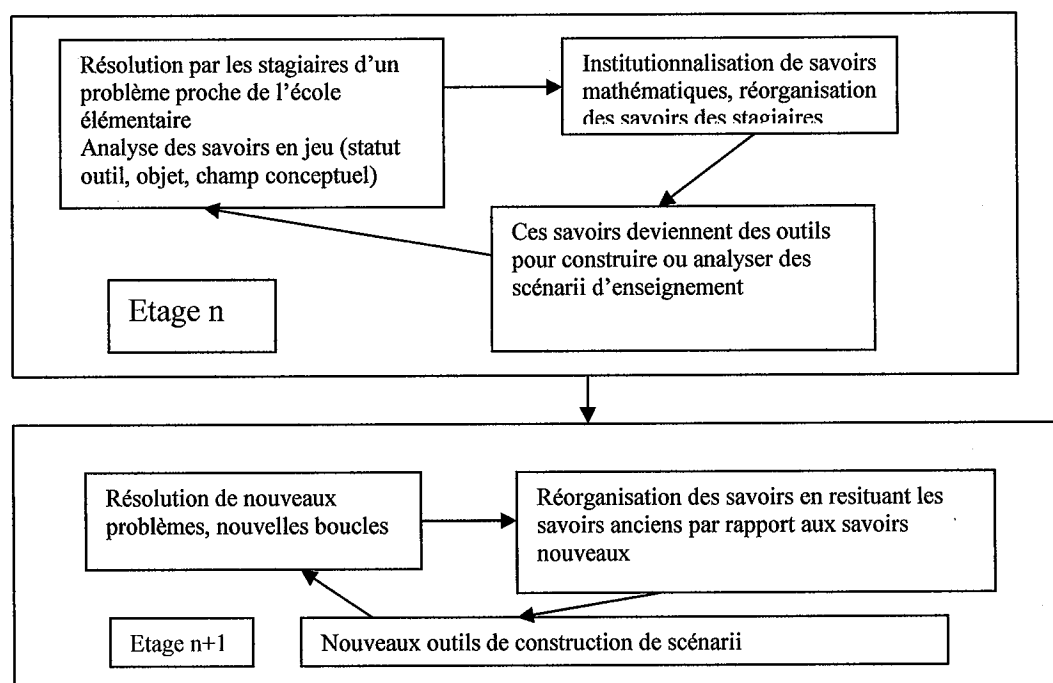 Résolution par les stagiaires d'un
problème proche de l'école
élémentaire
Analyse des savoirs en jeu (statut
outil, objet, champ conceptuel)
Institutionnalisation de savoirs
mathématiques, réorganisation
des savoirs des stagiaires
Ces savoirs deviennent des outils
pour construire ou analyser des
scénarii d'enseignement
Etage n
Résolution de nouveaux
problèmes, nouvelles boucles
Réorganisation des savoirs en resituant les
savoirs anciens par rapport aux savoirs
nouveaux
Etage n+1
Nouveaux outils de construction de scénarii